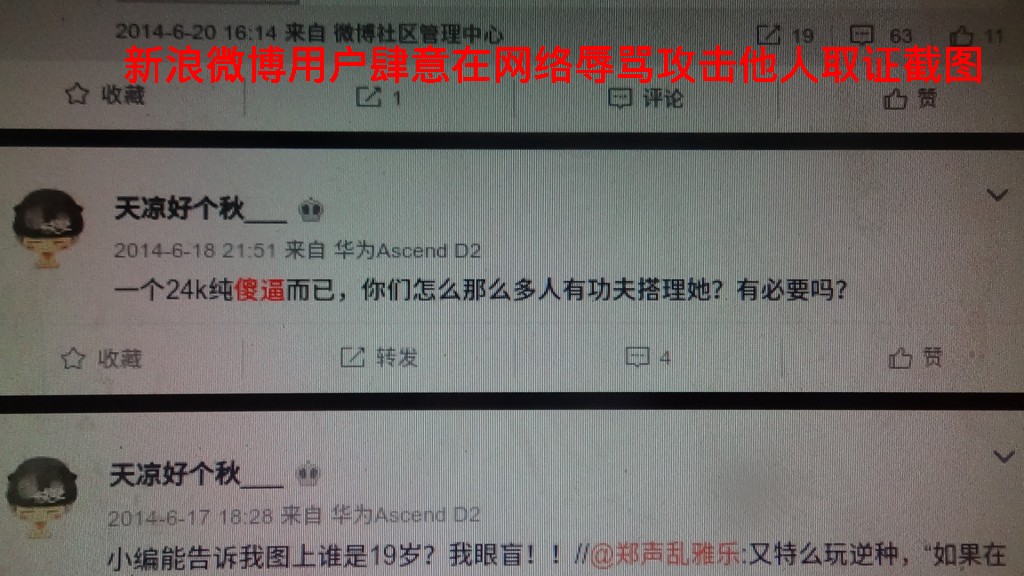 2014-6-20 16:14 来自 微博社区管理中心
19 63 11
新浪微博用户肆意在网络辱骂攻击他人取证截图
收藏 1 评论 赞
天凉好个秋___
2014-6-18 21:51 来自 华为Ascend D2
一个24k纯傻逼而已，你们怎么那么多人有功夫搭理她？有必要吗？
收藏 转发 4 赞
天凉好个秋___
2014-6-17 18:28 来自 华为Ascend D2
小编能告诉我图上谁是19岁？我眼盲！！//@郑声乱雅乐:又特么玩逆种，“如果在